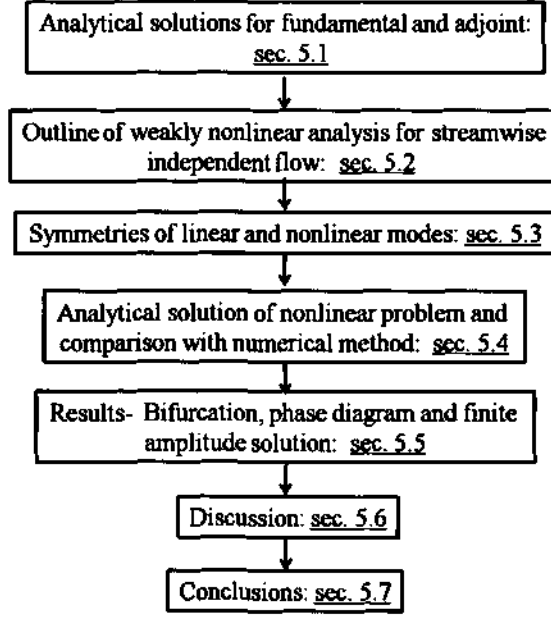 Analytical solutions for fundamental and adjoint:
sec. 5.1
Outline of weakly nonlinear analysis for streamwise
independent flow: sec. 5.2
Symmetries of linear and nonlinear modes: sec. 5.3
Analytical solution of nonlinear problem and
comparison with numerical method: sec. 5.4
Results- Bifurcation, phase diagram and finite
amplitude solution: sec. 5.5
Discussion: sec. 5.6
Conclusions: sec. 5.7